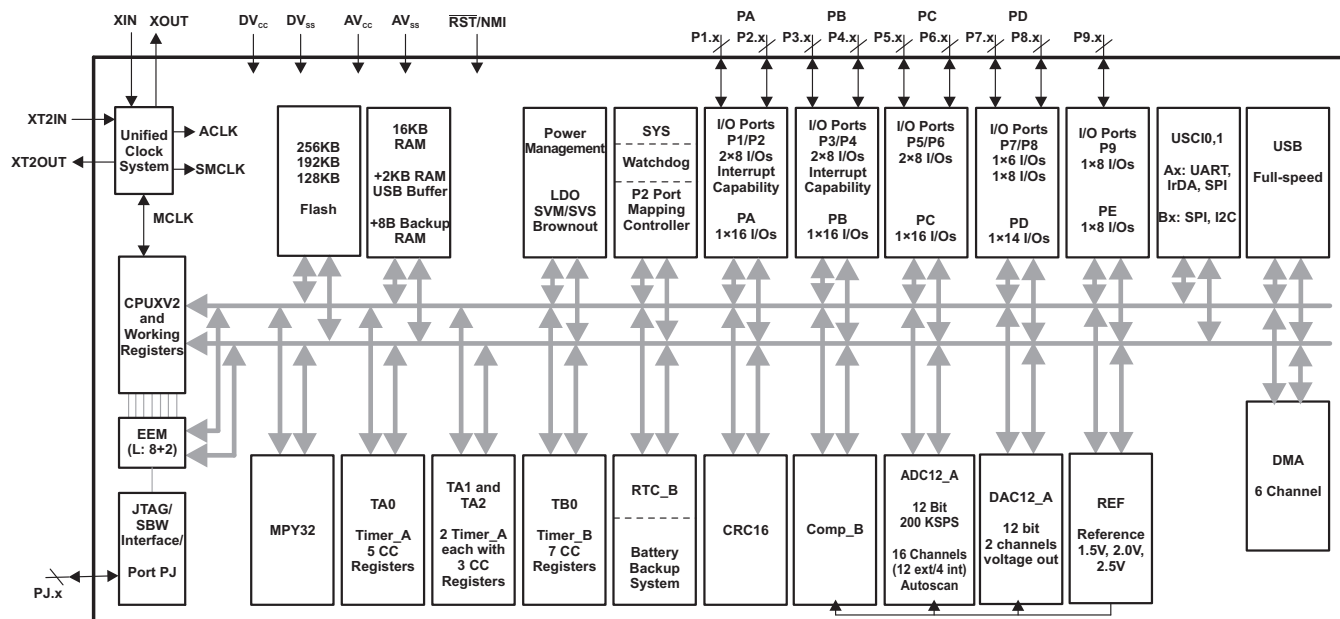 XIN XOUT DVCC DVSS AVCC AVSS RST/NMI
PA PB PC PD
P1.x P2.x P3.x P4.x P5.x P6.x P7.x P8.x P9.x
XT2IN
XT2OUT
Unified
Clock
System
ACLK
SMCLK
MCLK
256KB
192KB
128KB
Flash
16KB
RAM
+2KB RAM
USB Buffer
+8B Backup
RAM
Power
Management
LDO
SVM/SVS
Brownout
SYS
Watchdog
P2 Port
Mapping
Controller
I/O Ports
P1/P2
2×8 I/Os
Interrupt
Capability
PA
1×16 I/Os
I/O Ports
P3/P4
2×8 I/Os
Interrupt
Capability
PB
1×16 I/Os
I/O Ports
P5/P6
2×8 I/Os
PC
1×16 I/Os
I/O Ports
P7/P8
1×6 I/Os
1×8 I/Os
PD
1×14 I/Os
I/O Ports
P9
1×8 I/Os
PE
1×8 I/Os
USCI0,1
Ax: UART,
IrDA, SPI
Bx: SPI, I2C
USB
Full-speed
CPUXV2
and
Working
Registers
EEM
(L: 8+2)
JTAG/
SBW
Interface/
Port PJ
PJ.x
MPY32
TA0
Timer_A
5 CC
Registers
TA1 and
TA2
2 Timer_A
each with
3 CC
Registers
TB0
Timer_B
7 CC
Registers
RTC_B
Battery
Backup
System
CRC16
Comp_B
ADC12_A
12 Bit
200 KSPS
16 Channels
(12 ext/4 int)
Autoscan
DAC12_A
12 bit
2 channels
voltage out
REF
Reference
1.5V, 2.0V,
2.5V
DMA
6 Channel